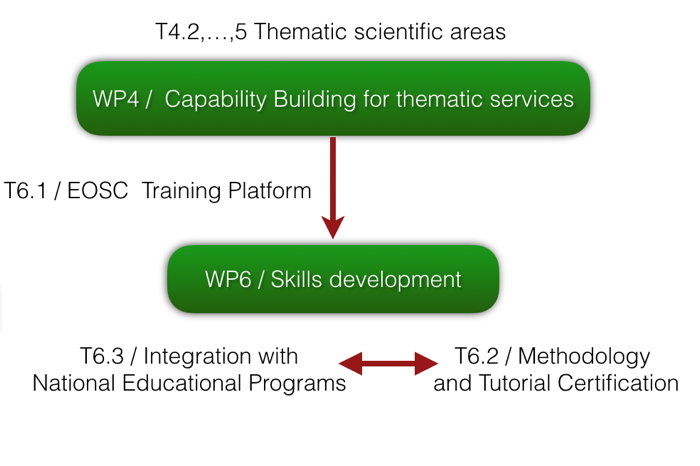 T4.2,...,5 Thematic scientific areas
WP4 / Capability Building for thematic services
T6.1 / EOSC Training Platform
WP6 / Skills development
T6.3 / Integration with
National Educational Programs
T6.2 / Methodology
and Tutorial Certification